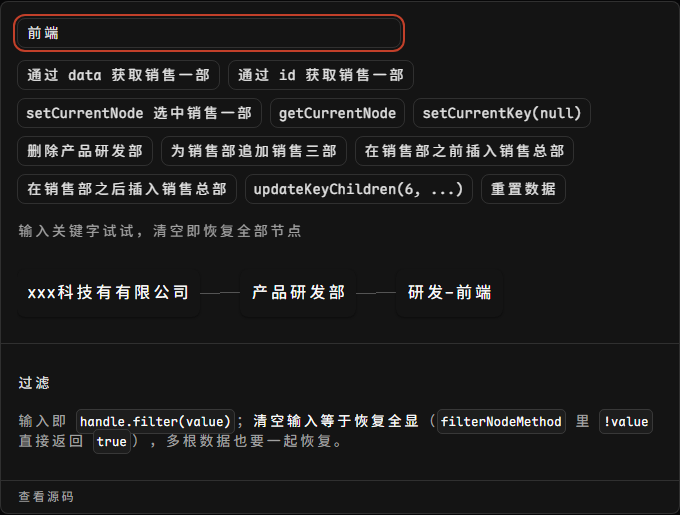 前端
通过 data 获取销售一部 通过 id 获取销售一部
setCurrentNode 选中销售一部 getCurrentNode setCurrentKey(null)
删除产品研发部 为销售部追加销售三部 在销售部之前插入销售总部
在销售部之后插入销售总部 updateKeyChildren(6, ...) 重置数据
输入关键字试试，清空即恢复全部节点
xxx科技有有限公司 产品研发部 研发-前端
过滤
输入即 handle.filter(value)；清空输入等于恢复全显（filterNodeMethod 里 !value
直接返回 true），多根数据也要一起恢复。
查看源码